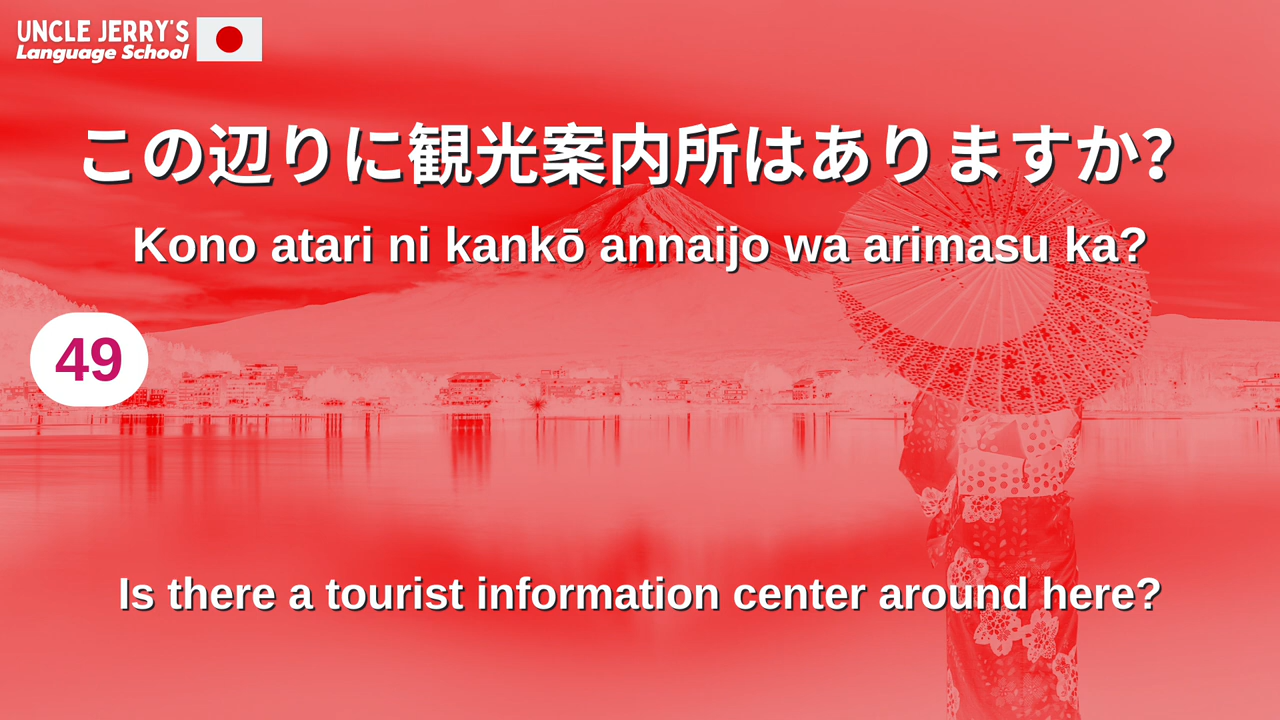 UNCLE JERRY'S
Language School
この辺りに観光案内所はありますか?
Kono atari ni kankō annaijo wa arimasu ka?
49
Is there a tourist information center around here?